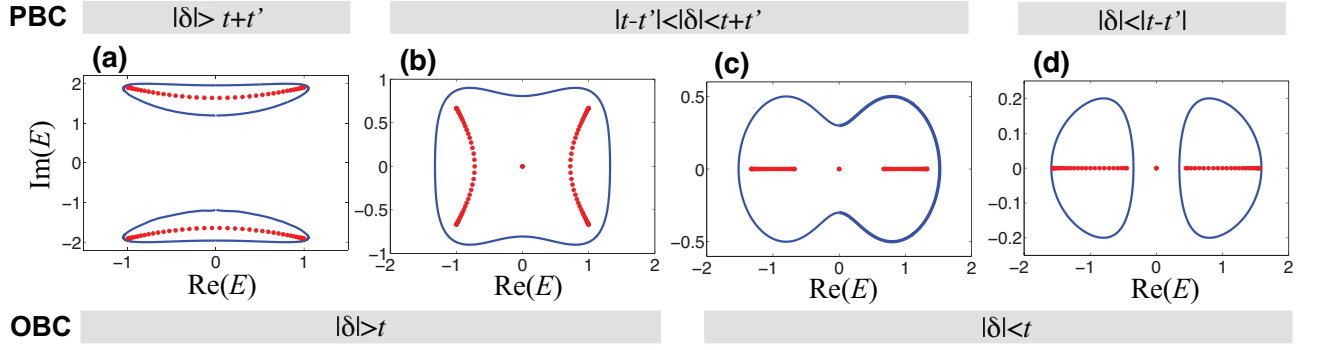 PBC |δ|> t+t’ |t-t’|<|δ|<t+t’ |δ|<|t-t’|
(a) (b) (c) (d)
Im(E)
2
1
0
−1
−2
−1 0 1
Re(E)
1
0.5
0
−0.5
−1
−2 −1 0 1 2
Re(E)
0.5
0
−0.5
−2 −1 0 1 2
Re(E)
0.2
0.1
0
−0.1
−0.2
−2 −1 0 1 2
Re(E)
OBC |δ|>t |δ|<t